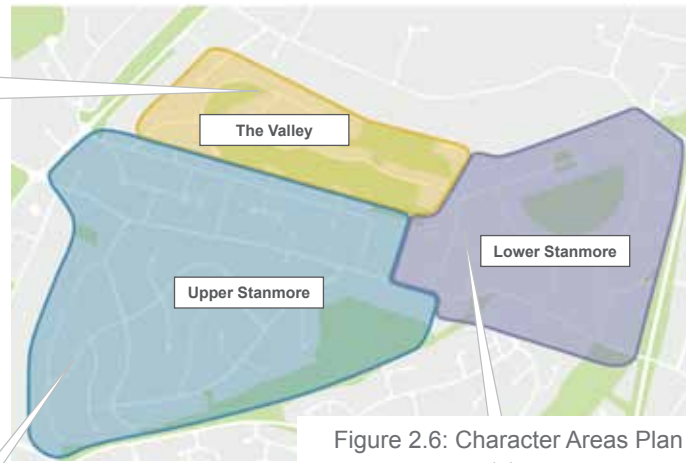 The Valley
Lower Stanmore
Upper Stanmore
Figure 2.6: Character Areas Plan